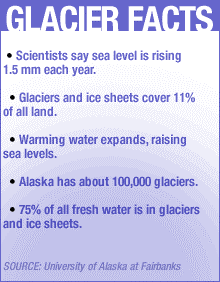 GLACIER FACTS
• Scientists say sea level is rising
1.5 mm each year.
• Glaciers and ice sheets cover 11%
of all land.
• Warming water expands, raising
sea levels.
• Alaska has about 100,000 glaciers.
• 75% of all fresh water is in glaciers
and ice sheets.
SOURCE: University of Alaska at Fairbanks